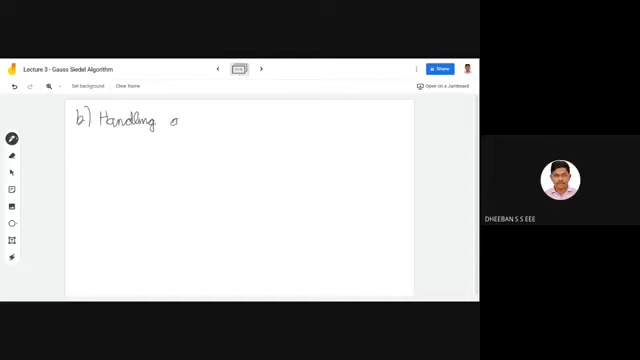 Lecture 3 - Gauss Siedel Algorithm
Share
Set background
Clear frame
Open on a Jamboard
b) Handling o
DHEEBAN S S EEE